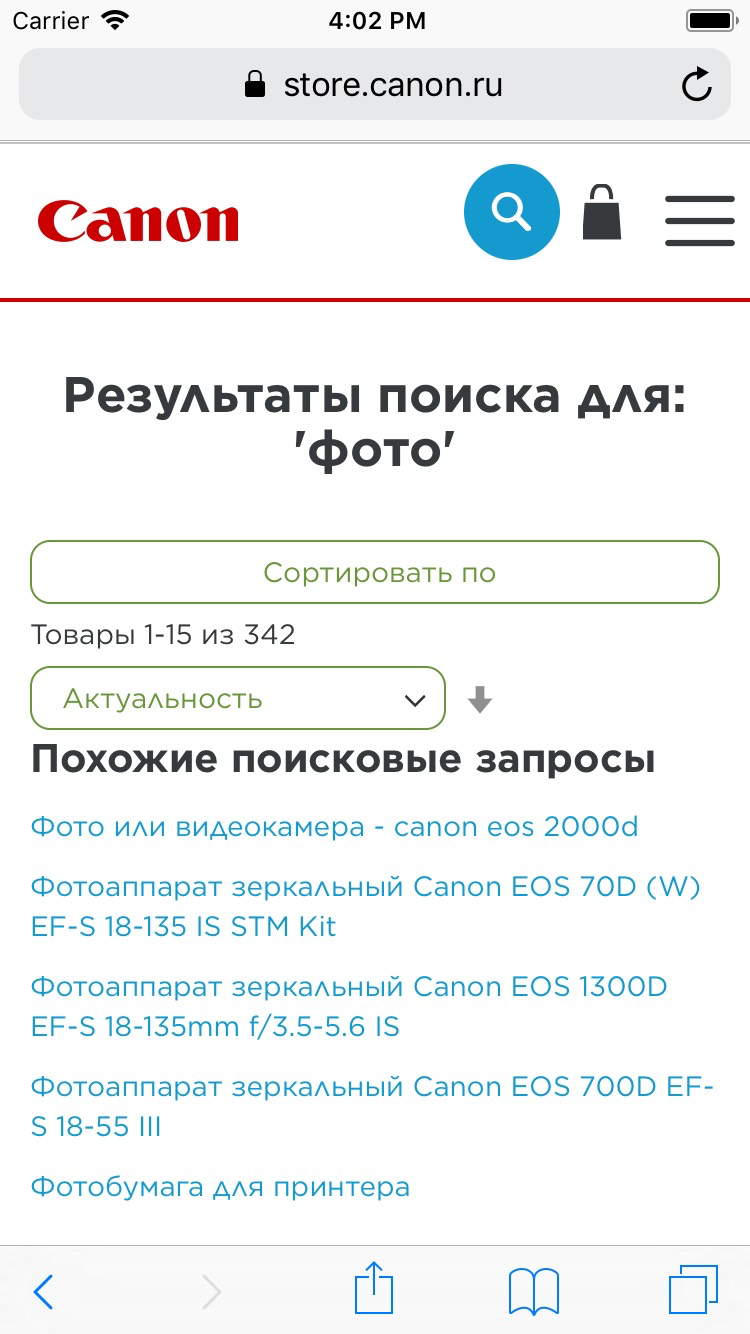 Carrier 4:02 PM
store.canon.ru
Canon
Результаты поиска для:
'фото'
Сортировать по
Товары 1-15 из 342
Актуальность
Похожие поисковые запросы
Фото или видеокамера - canon eos 2000d
Фотоаппарат зеркальный Canon EOS 70D (W)
EF-S 18-135 IS STM Kit
Фотоаппарат зеркальный Canon EOS 1300D
EF-S 18-135mm f/3.5-5.6 IS
Фотоаппарат зеркальный Canon EOS 700D EF-
S 18-55 III
Фотобумага для принтера